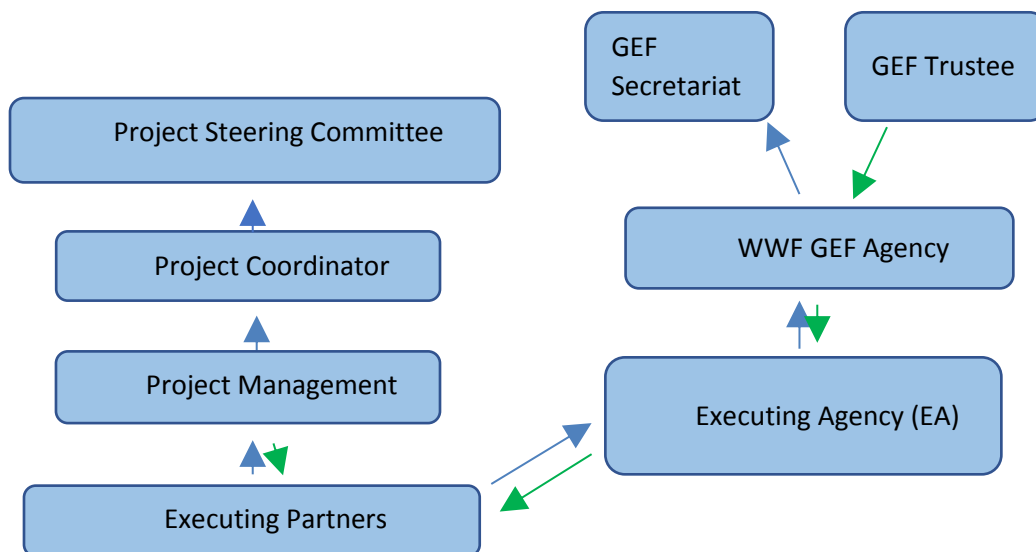 GEF
Secretariat
GEF Trustee
Project Steering Committee
WWF GEF Agency
Project Coordinator
Project Management
Executing Agency (EA)
Executing Partners